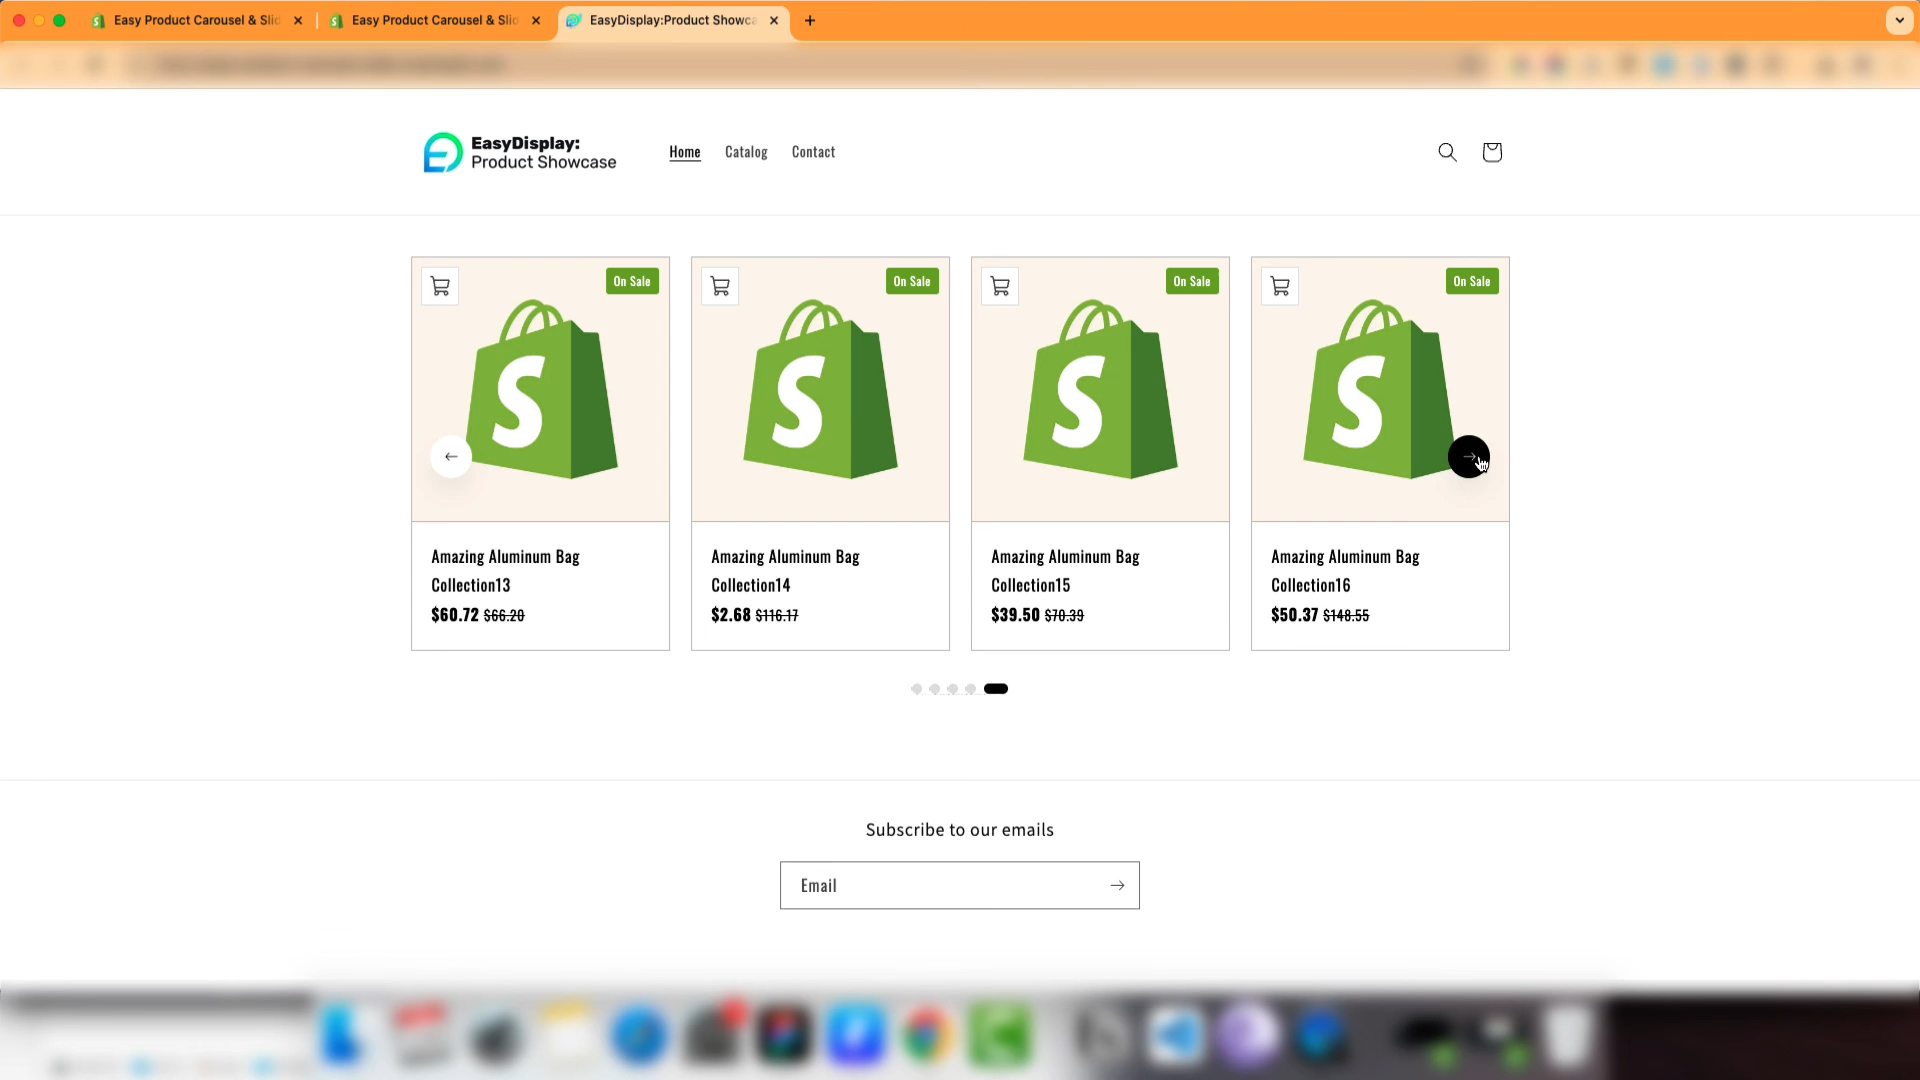 Easy Product Carousel & Slid
Easy Product Carousel & Slid
EasyDisplay:Product Showca
EasyDisplay:
Product Showcase
Home
Catalog
Contact
On Sale
On Sale
On Sale
On Sale
S
S
S
S
Amazing Aluminum Bag
Collection13
$60.72 $66.20
Amazing Aluminum Bag
Collection14
$2.68 $116.17
Amazing Aluminum Bag
Collection15
$39.50 $70.39
Amazing Aluminum Bag
Collection16
$50.37 $148.55
Subscribe to our emails
Email